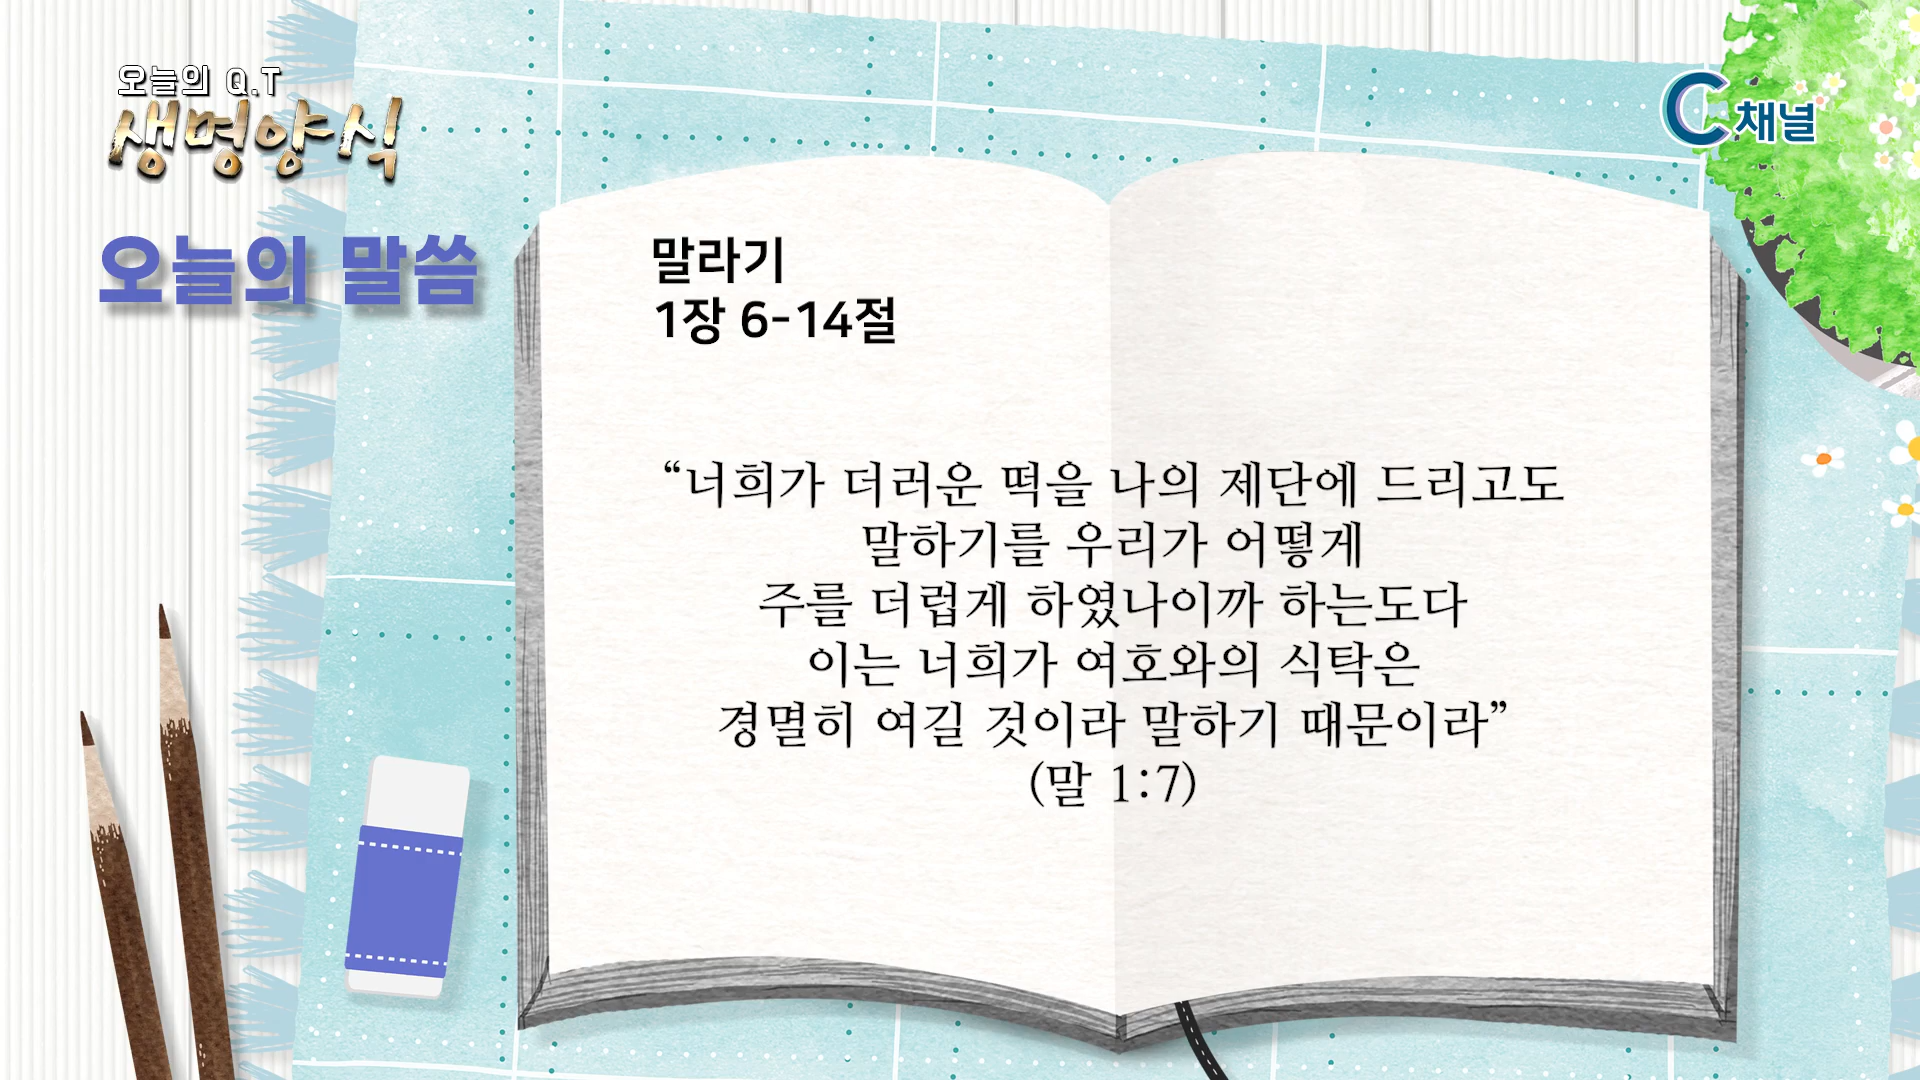 오늘의 Q.T
생명양식
C채널
오늘의 말씀
말라기
1장 6-14절
“너희가 더러운 떡을 나의 제단에 드리고도
말하기를 우리가 어떻게
주를 더럽게 하였나이까 하는도다
이는 너희가 여호와의 식탁은
경멸히 여길 것이라 말하기 때문이라”
(말 1:7)